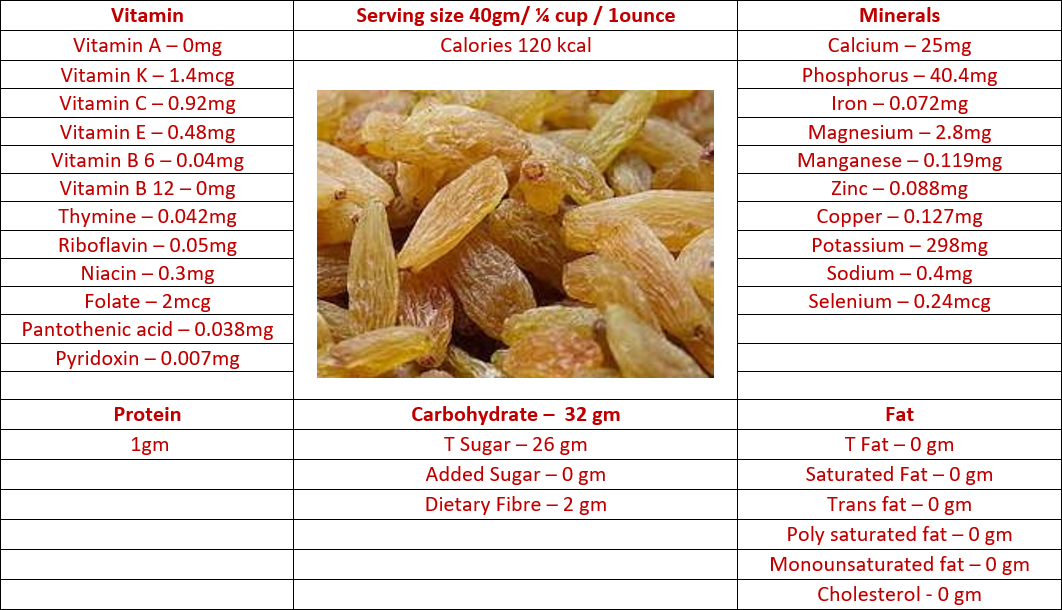 Vitamin
Serving size 40gm/ ¼ cup / 1ounce
Minerals
Vitamin A – 0mg
Calories 120 kcal
Calcium – 25mg
Vitamin K – 1.4mcg
Phosphorus – 40.4mg
Vitamin C – 0.92mg
Iron – 0.072mg
Vitamin E – 0.48mg
Magnesium – 2.8mg
Vitamin B 6 – 0.04mg
Manganese – 0.119mg
Vitamin B 12 – 0mg
Zinc – 0.088mg
Thymine – 0.042mg
Copper – 0.127mg
Riboflavin – 0.05mg
Potassium – 298mg
Niacin – 0.3mg
Sodium – 0.4mg
Folate – 2mcg
Selenium – 0.24mcg
Pantothenic acid – 0.038mg
Pyridoxin – 0.007mg
Protein
Carbohydrate – 32 gm
Fat
1gm
T Sugar – 26 gm
T Fat – 0 gm
Added Sugar – 0 gm
Saturated Fat – 0 gm
Dietary Fibre – 2 gm
Trans fat – 0 gm
Poly saturated fat – 0 gm
Monounsaturated fat – 0 gm
Cholesterol - 0 gm